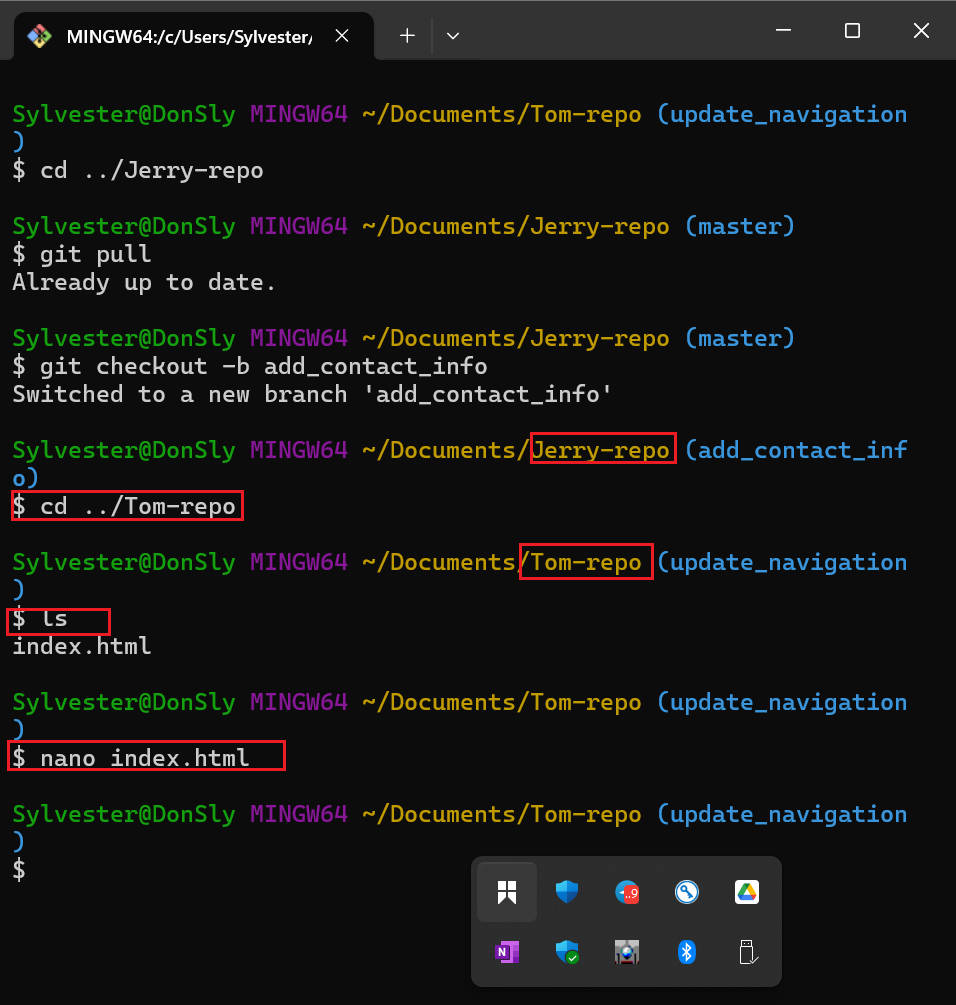 MINGW64:/c/Users/Sylvester/
Sylvester@DonSly MINGW64 ~/Documents/Tom-repo (update_navigation
)
$ cd ../Jerry-repo
Sylvester@DonSly MINGW64 ~/Documents/Jerry-repo (master)
$ git pull
Already up to date.
Sylvester@DonSly MINGW64 ~/Documents/Jerry-repo (master)
$ git checkout -b add_contact_info
Switched to a new branch 'add_contact_info'
Sylvester@DonSly MINGW64 ~/Documents/Jerry-repo (add_contact_inf
o)
$ cd ../Tom-repo
Sylvester@DonSly MINGW64 ~/Documents/Tom-repo (update_navigation
)
$ ls
index.html
Sylvester@DonSly MINGW64 ~/Documents/Tom-repo (update_navigation
)
$ nano index.html
Sylvester@DonSly MINGW64 ~/Documents/Tom-repo (update_navigation
)
$
..9
N